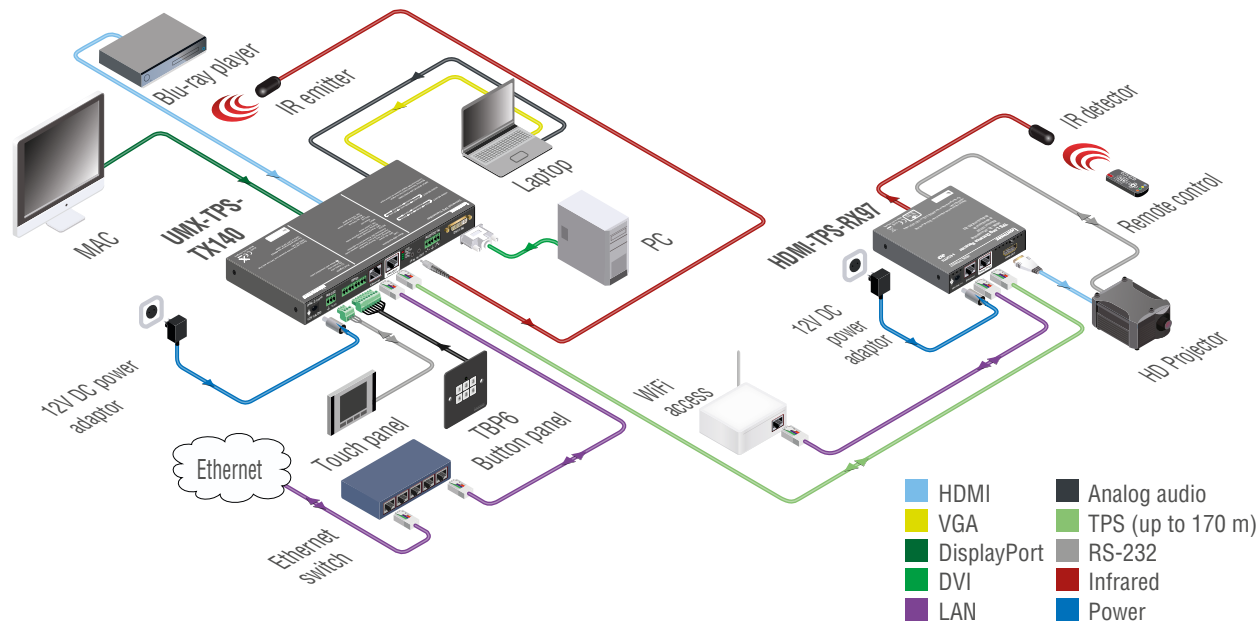 Blu-ray player
IR emitter
MAC
UMX-TPS-
TX140
Laptop
PC
IR detector
Remote control
HDMI-TPS-RX97
12V DC
power
adaptor
HD Projector
WiFi
access
12V DC power
adaptor
Touch panel
TBP6
Button panel
Ethernet
Ethernet
switch
HDMI
VGA
DisplayPort
DVI
LAN
Analog audio
TPS (up to 170 m)
RS-232
Infrared
Power